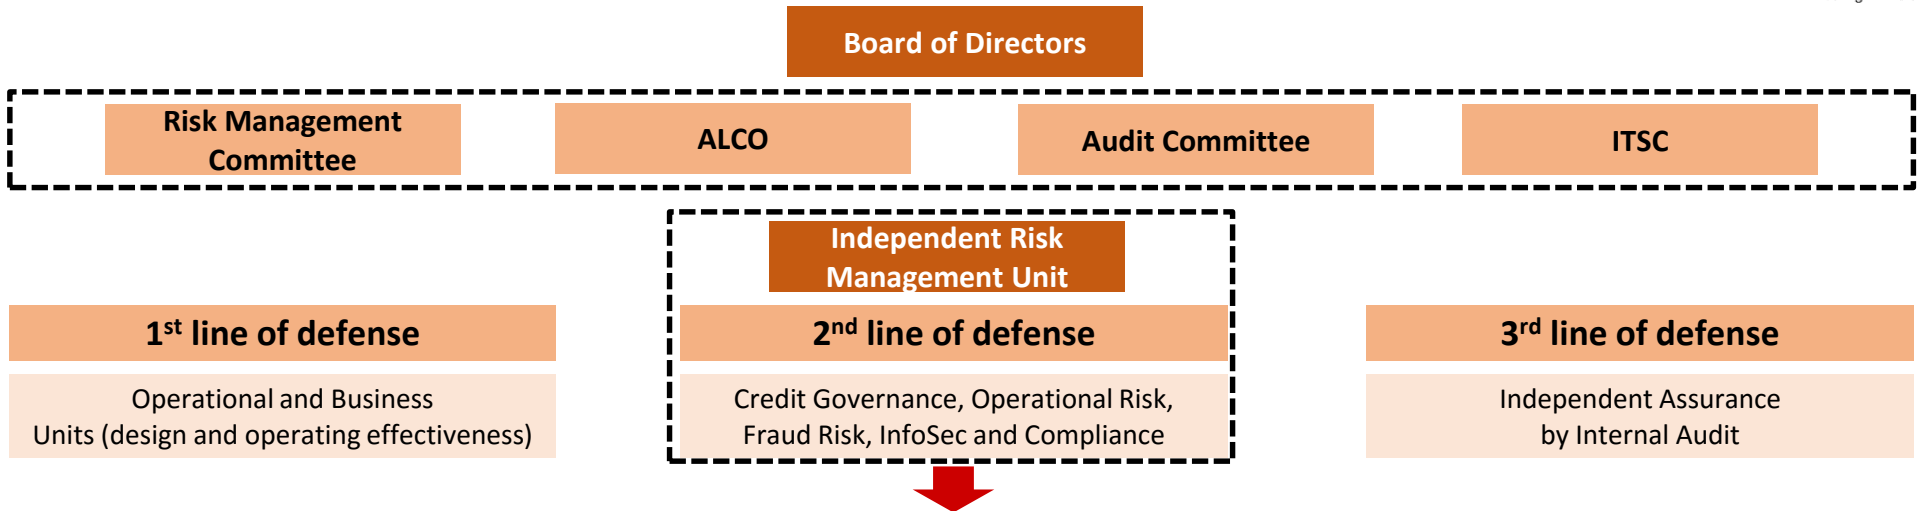 Board of Directors
Risk Management
Committee
ALCO
Audit Committee
ITSC
Independent Risk
Management Unit
1st line of defense
2nd line of defense
3rd line of defense
Operational and Business
Units (design and operating effectiveness)
Credit Governance, Operational Risk,
Fraud Risk, InfoSec and Compliance
Independent Assurance
by Internal Audit